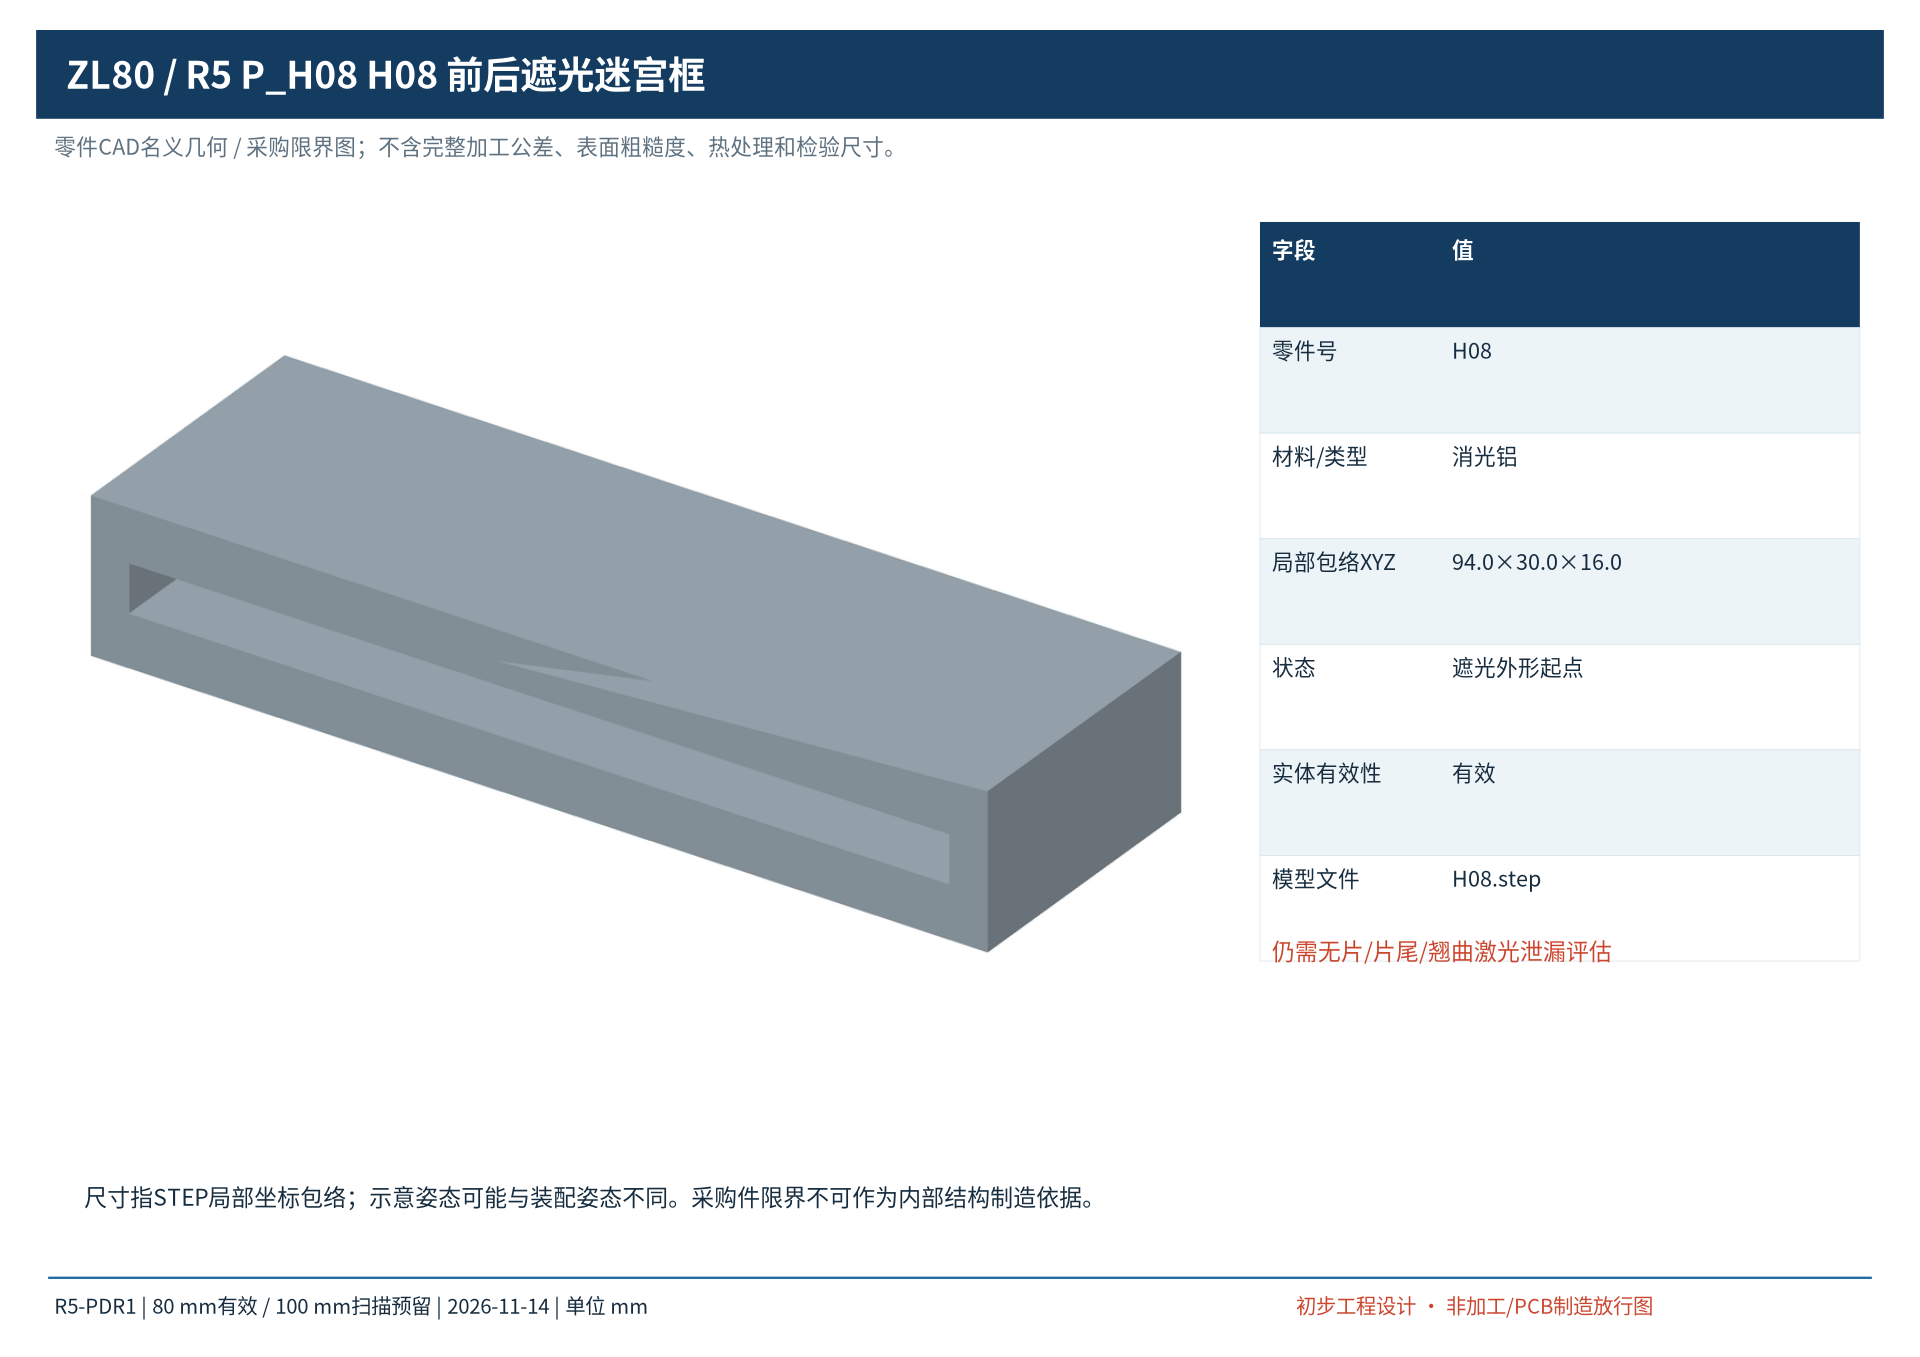 ZL80 / R5 P_H08 H08 前后遮光迷宫框
零件CAD名义几何 / 采购限界图；不含完整加工公差、表面粗糙度、热处理和检验尺寸。
字段 值
零件号 H08
材料/类型 消光铝
局部包络XYZ 94.0×30.0×16.0
状态 遮光外形起点
实体有效性 有效
模型文件 H08.step
仍需无片/片尾/翘曲激光泄漏评估
尺寸指STEP局部坐标包络；示意姿态可能与装配姿态不同。采购件限界不可作为内部结构制造依据。
R5-PDR1 | 80 mm有效 / 100 mm扫描预留 | 2026-11-14 | 单位 mm
初步工程设计 · 非加工/PCB制造放行图